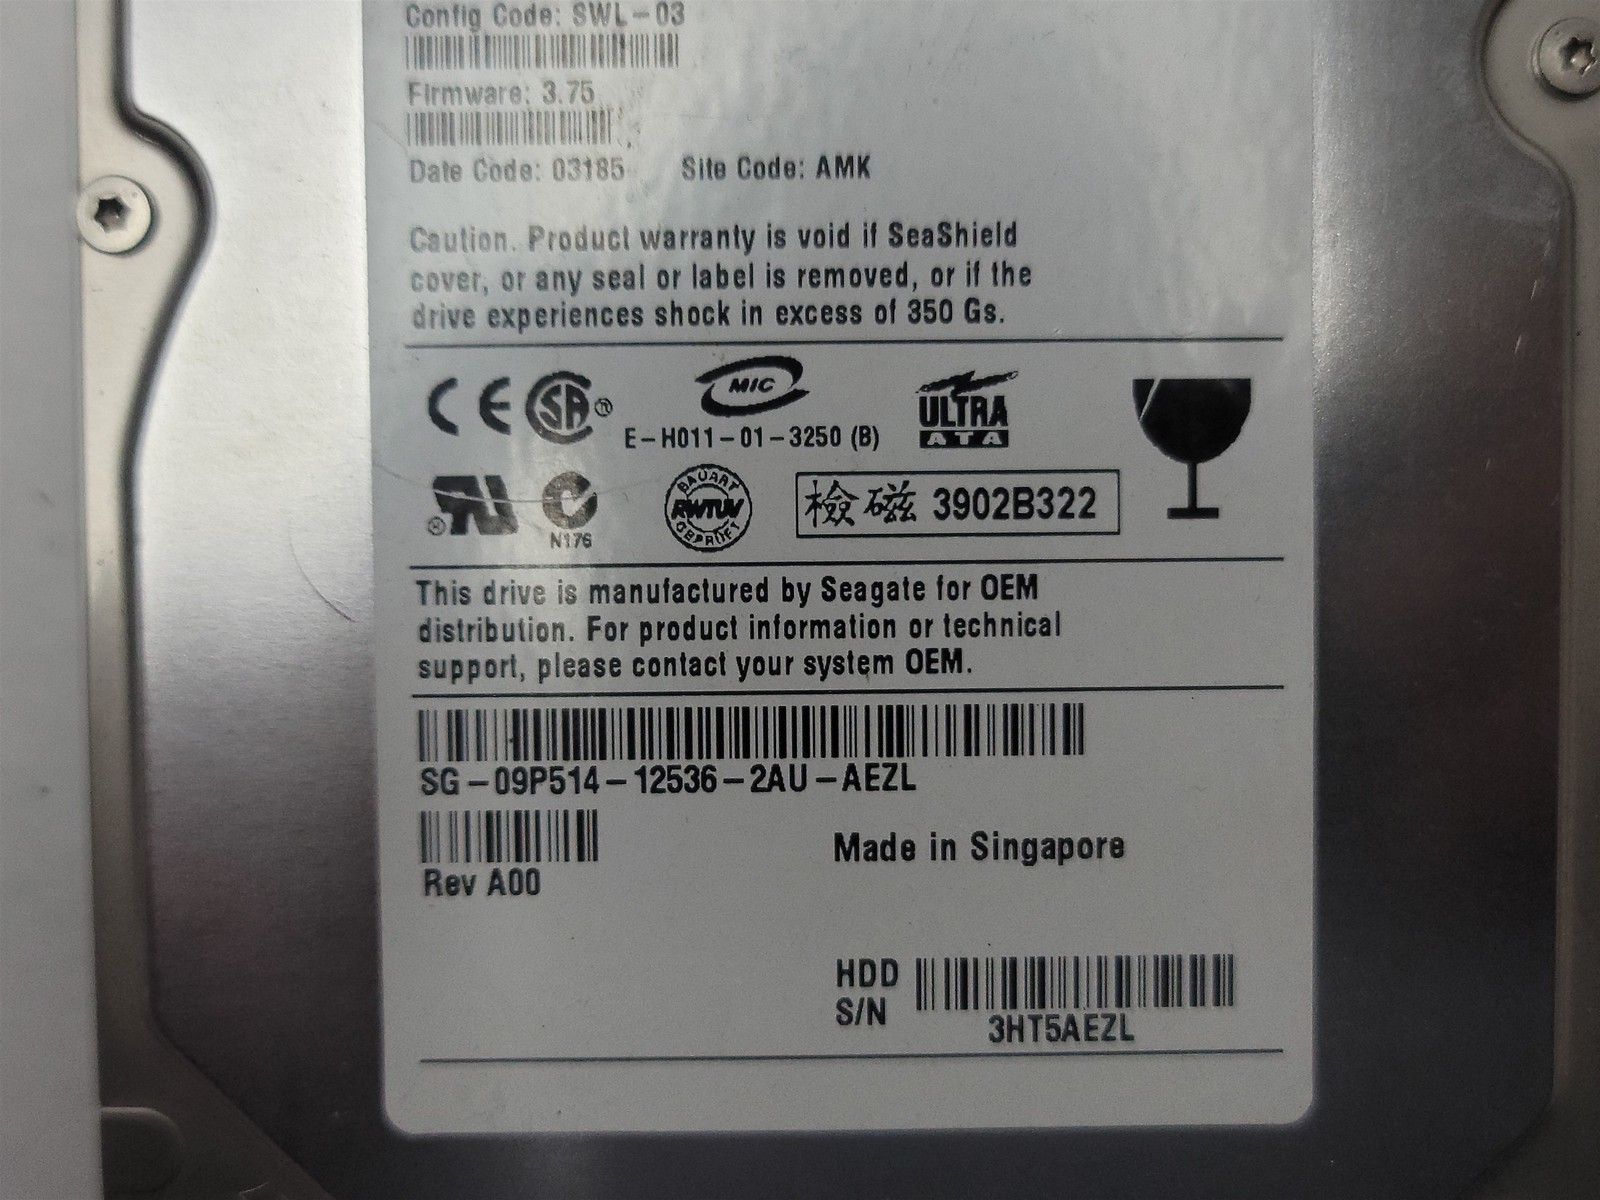 Config Code: SWL-03
Firmware: 3.75
Date Code: 03185 Site Code: AMK
Caution. Product warranty is void if SeaShield
cover, or any seal or label is removed, or if the
drive experiences shock in excess of 350 Gs.
CE SA® MIC ULTRA
E-H011-01-3250 (B) ATA
BAUART
RWTUV
GEPRÜFT
N176
檢磁 3902B322
This drive is manufactured by Seagate for OEM
distribution. For product information or technical
support, please contact your system OEM.
SG-09P514-12536-2AU-AEZL
Rev A00
Made in Singapore
HDD
S/N
3HT5AEZL